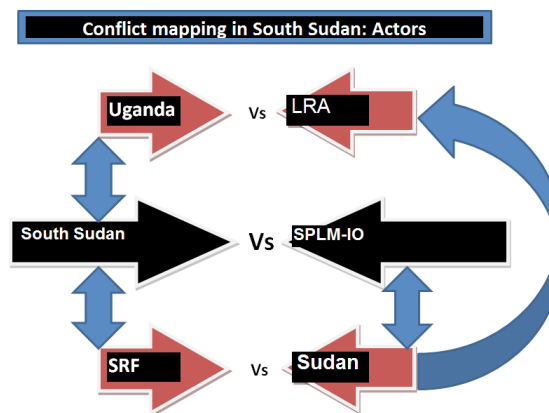 Conflict mapping in South Sudan: Actors
Uganda Vs LRA
South Sudan Vs SPLM-IO
SRF Vs Sudan